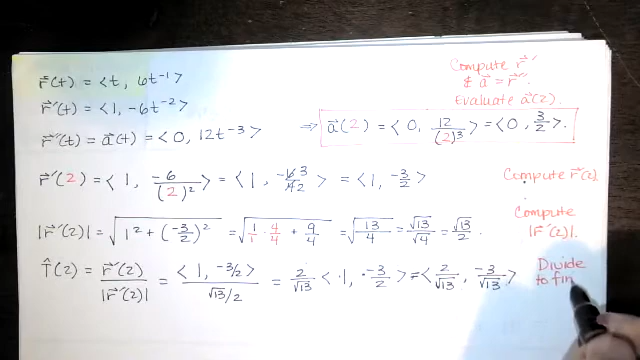 r⃗(t) = <t, 6t⁻¹>
r⃗'(t) = <1, -6t⁻²>
r⃗''(t) = a⃗(t) = <0, 12t⁻³> ⇒ a⃗(2) = <0, 12/(2)³> = <0, 3/2>.
Compute r⃗'
& a⃗ = r⃗''.
Evaluate a⃗(2).
r⃗'(2) = <1, -6/(2)²> = <1, -6 3/4 2> = <1, -3/2>
Compute r⃗'(2)
|r⃗'(2)| = √(1² + (-3/2)²) = √(1/1 · 4/4 + 9/4) = √(13/4) = √13/√4 = √13/2.
Compute
|r⃗'(2)|.
T̂(2) = r⃗'(2)/|r⃗'(2)| = <1, -3/2>/(√13/2) = 2/√13 <1, -3/2> = <2/√13, -3/√13>
Divide
to fin